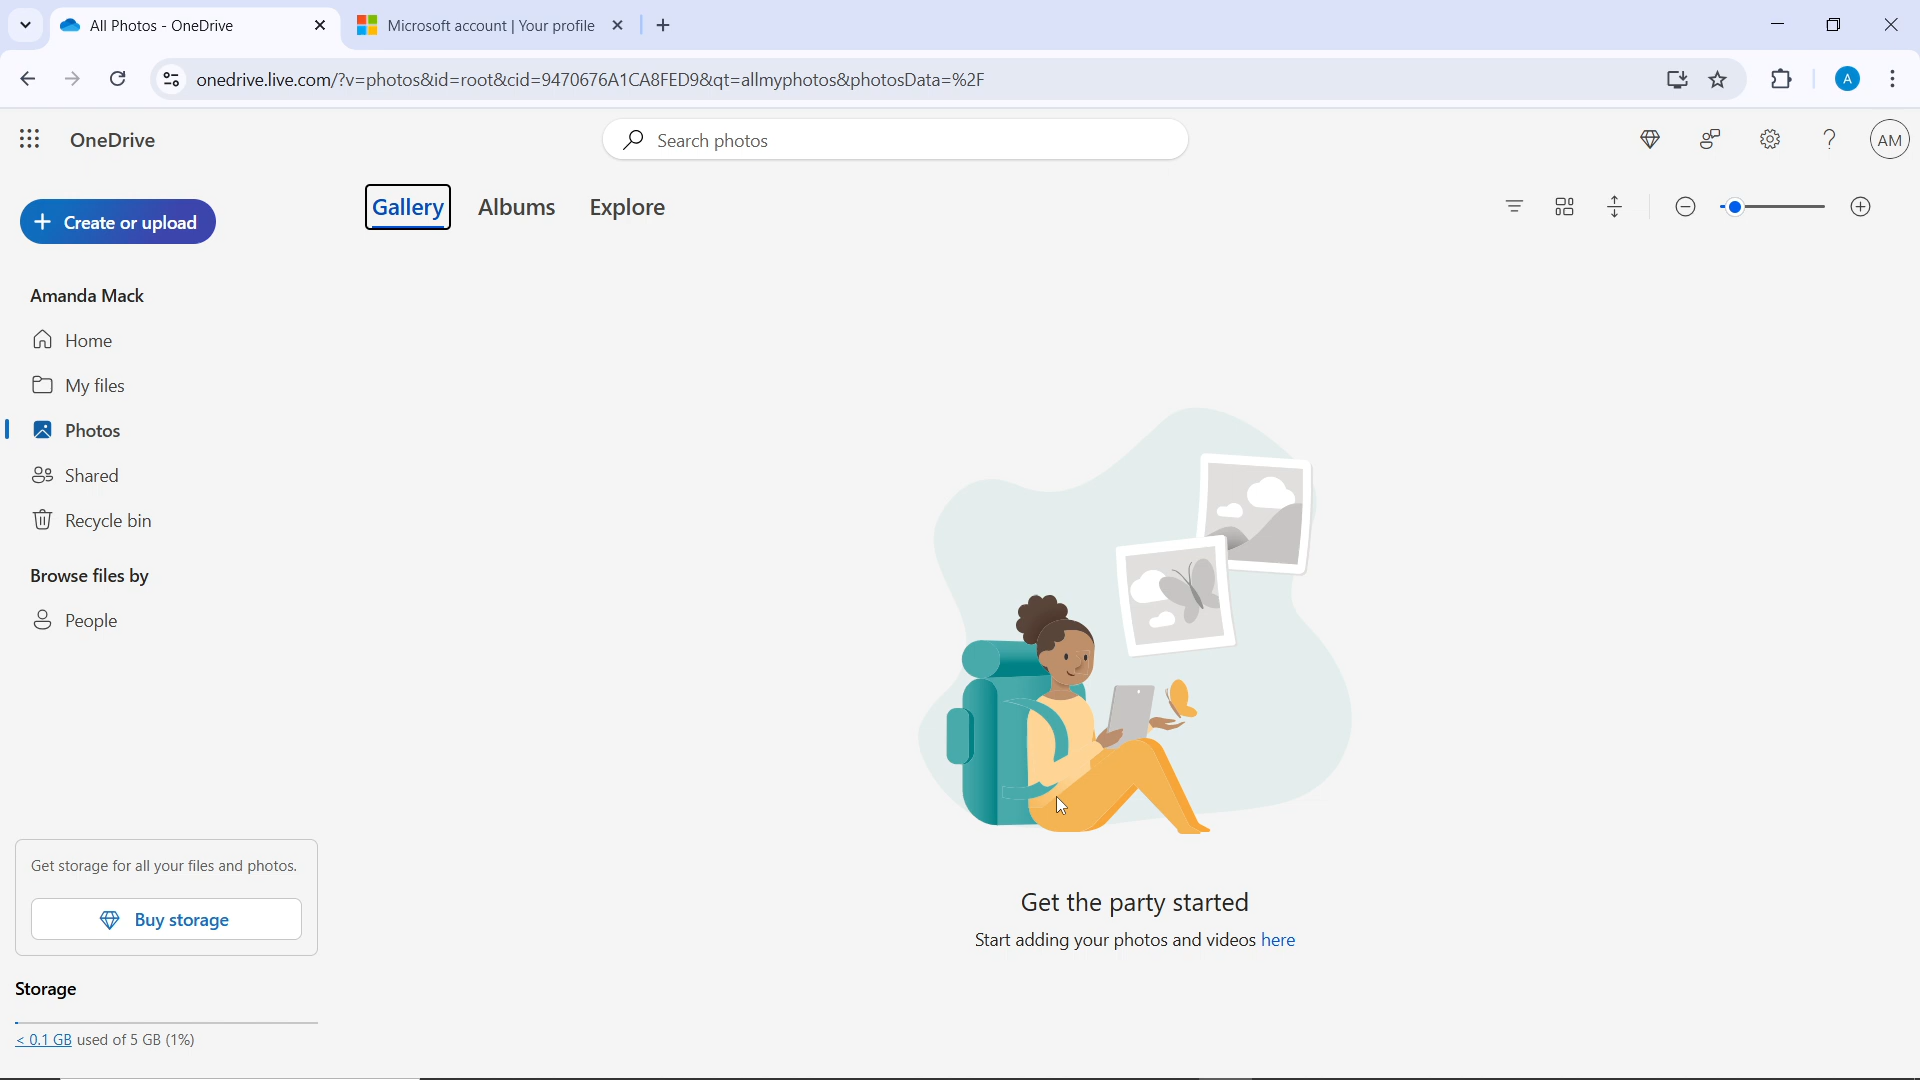 All Photos - OneDrive
Microsoft account | Your profile
onedrive.live.com/?v=photos&id=root&cid=9470676A1CA8FED9&qt=allmyphotos&photosData=%2F
A
OneDrive
Search photos
AM
Create or upload
Gallery
Albums
Explore
Amanda Mack
Home
My files
Photos
Shared
Recycle bin
Browse files by
People
Get storage for all your files and photos.
Buy storage
Get the party started
Start adding your photos and videos here
Storage
< 0.1 GB used of 5 GB (1%)